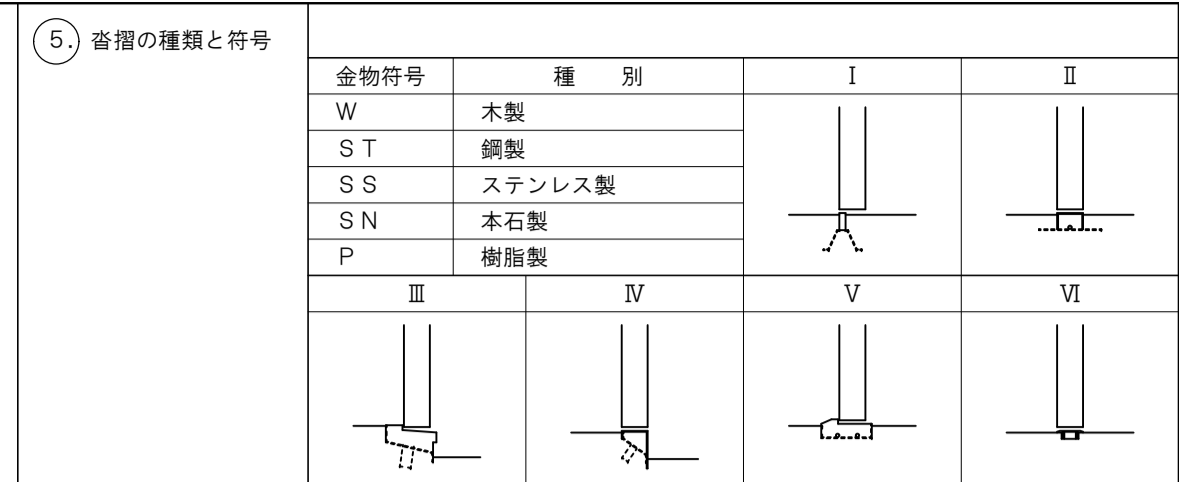 5. 沓摺の種類と符号
金物符号 種　別 Ⅰ Ⅱ
W 木製
ST 鋼製
SS ステンレス製
SN 本石製
P 樹脂製
Ⅲ Ⅳ Ⅴ Ⅵ